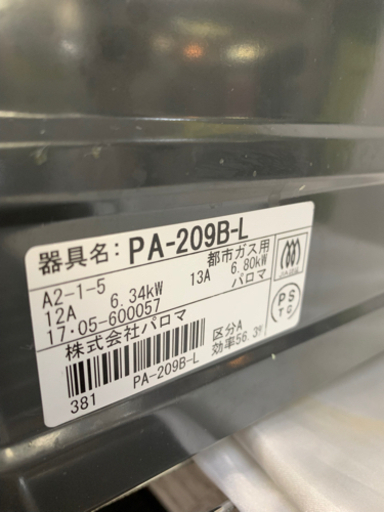 器具名: PA-209B-L
A2-1-5 都市ガス用
12A 6.34kW 13A 6.80kW
17.05-600057 パロマ
株式会社パロマ
区分A
効率56.3
PA-209B-L
381
PS
TG